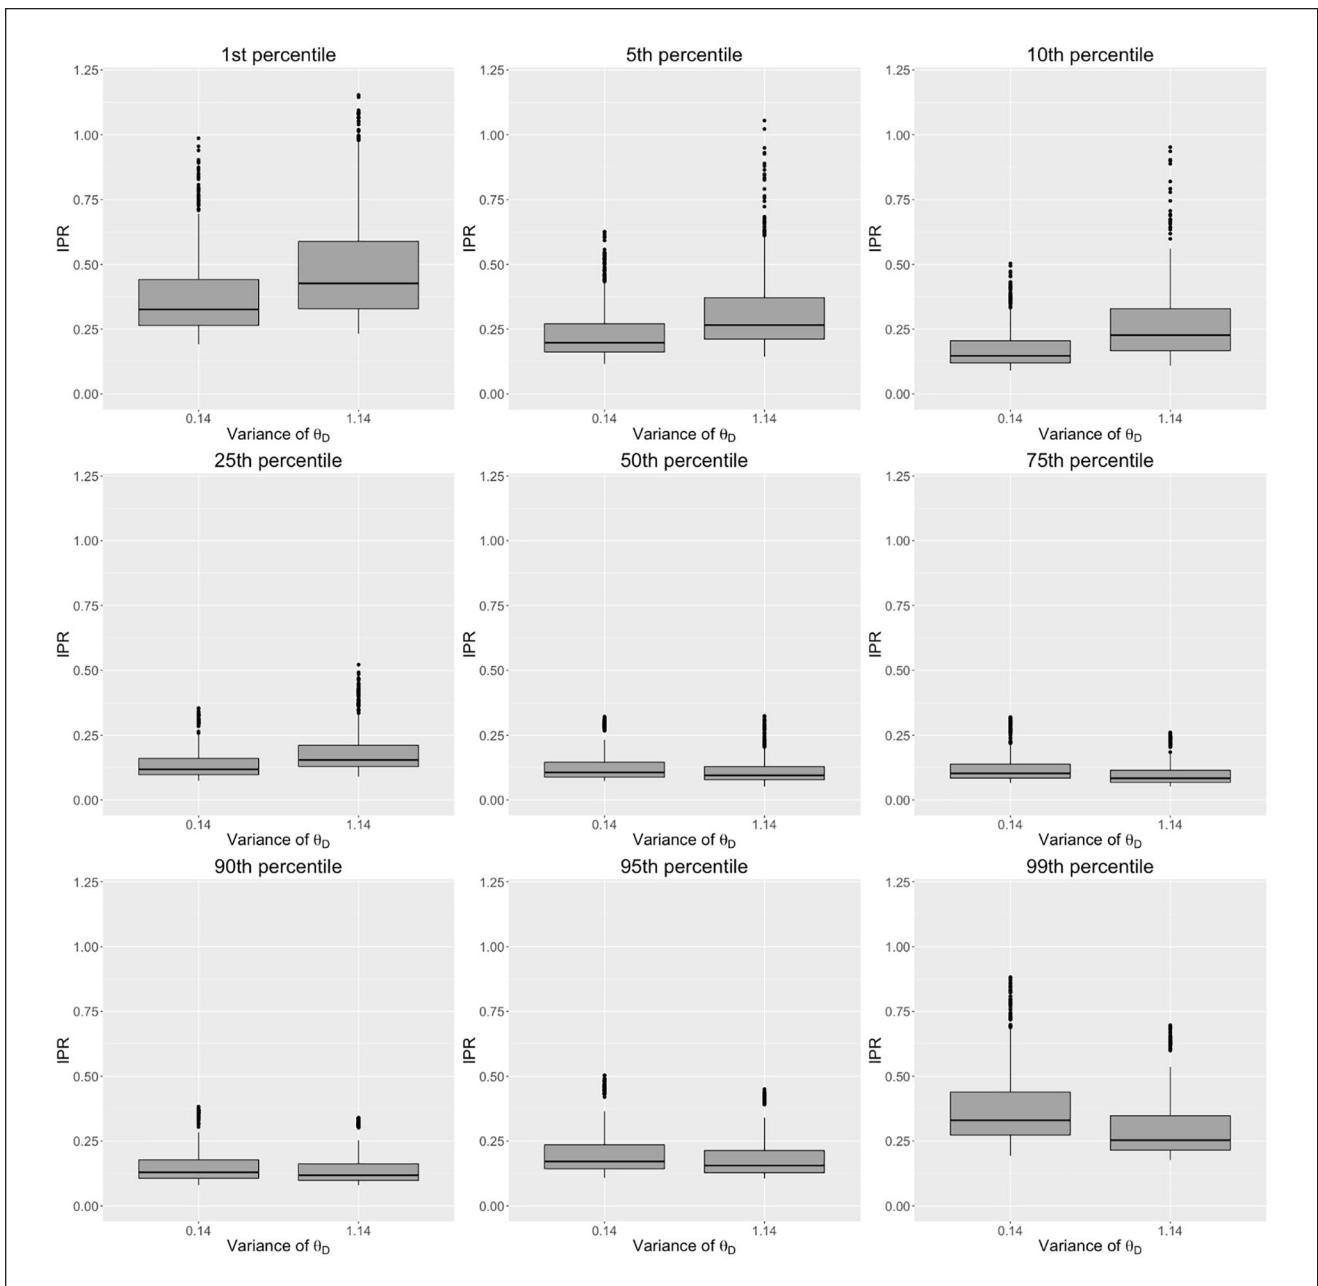 1st percentile
1.25
1.00
0.75
0.50
0.25
0.00
IPR
0.14 1.14
Variance of θD
5th percentile
1.25
1.00
0.75
0.50
0.25
0.00
IPR
0.14 1.14
Variance of θD
10th percentile
1.25
1.00
0.75
0.50
0.25
0.00
IPR
0.14 1.14
Variance of θD
25th percentile
1.25
1.00
0.75
0.50
0.25
0.00
IPR
0.14 1.14
Variance of θD
50th percentile
1.25
1.00
0.75
0.50
0.25
0.00
IPR
0.14 1.14
Variance of θD
75th percentile
1.25
1.00
0.75
0.50
0.25
0.00
IPR
0.14 1.14
Variance of θD
90th percentile
1.25
1.00
0.75
0.50
0.25
0.00
IPR
0.14 1.14
Variance of θD
95th percentile
1.25
1.00
0.75
0.50
0.25
0.00
IPR
0.14 1.14
Variance of θD
99th percentile
1.25
1.00
0.75
0.50
0.25
0.00
IPR
0.14 1.14
Variance of θD